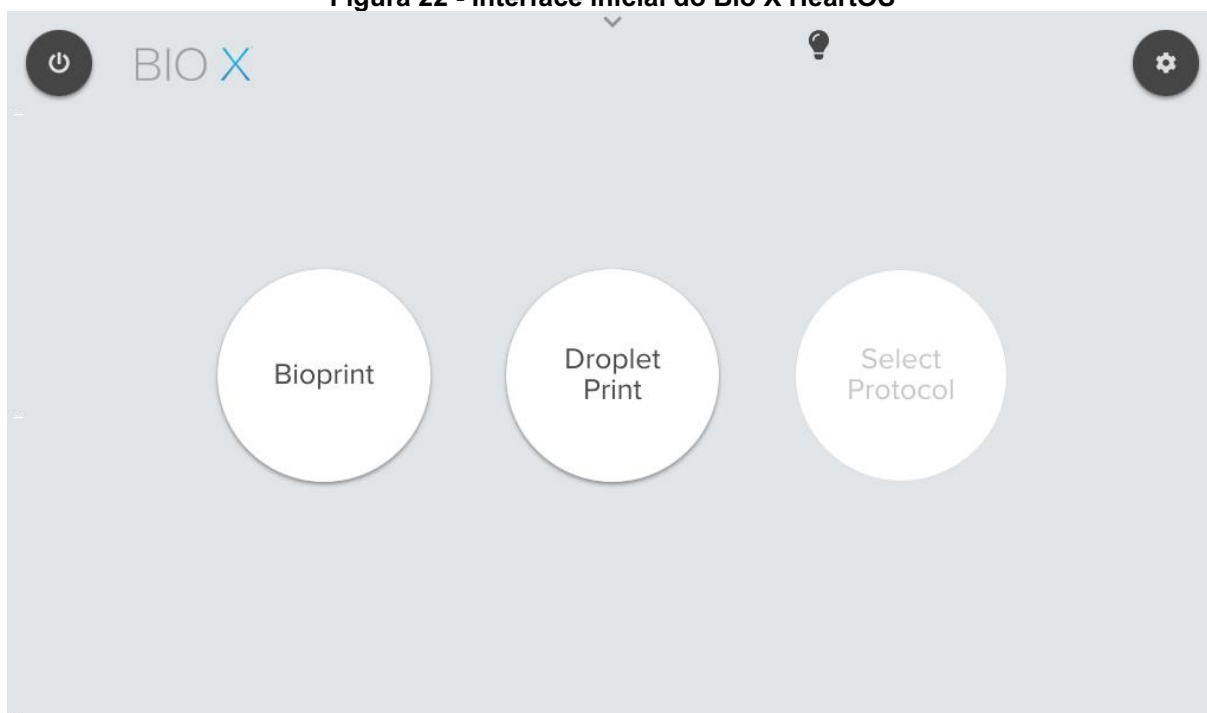 Figura 22 - Interface inicial do Bio X HeartOS
BIO X
Bioprint
Droplet
Print
Select
Protocol